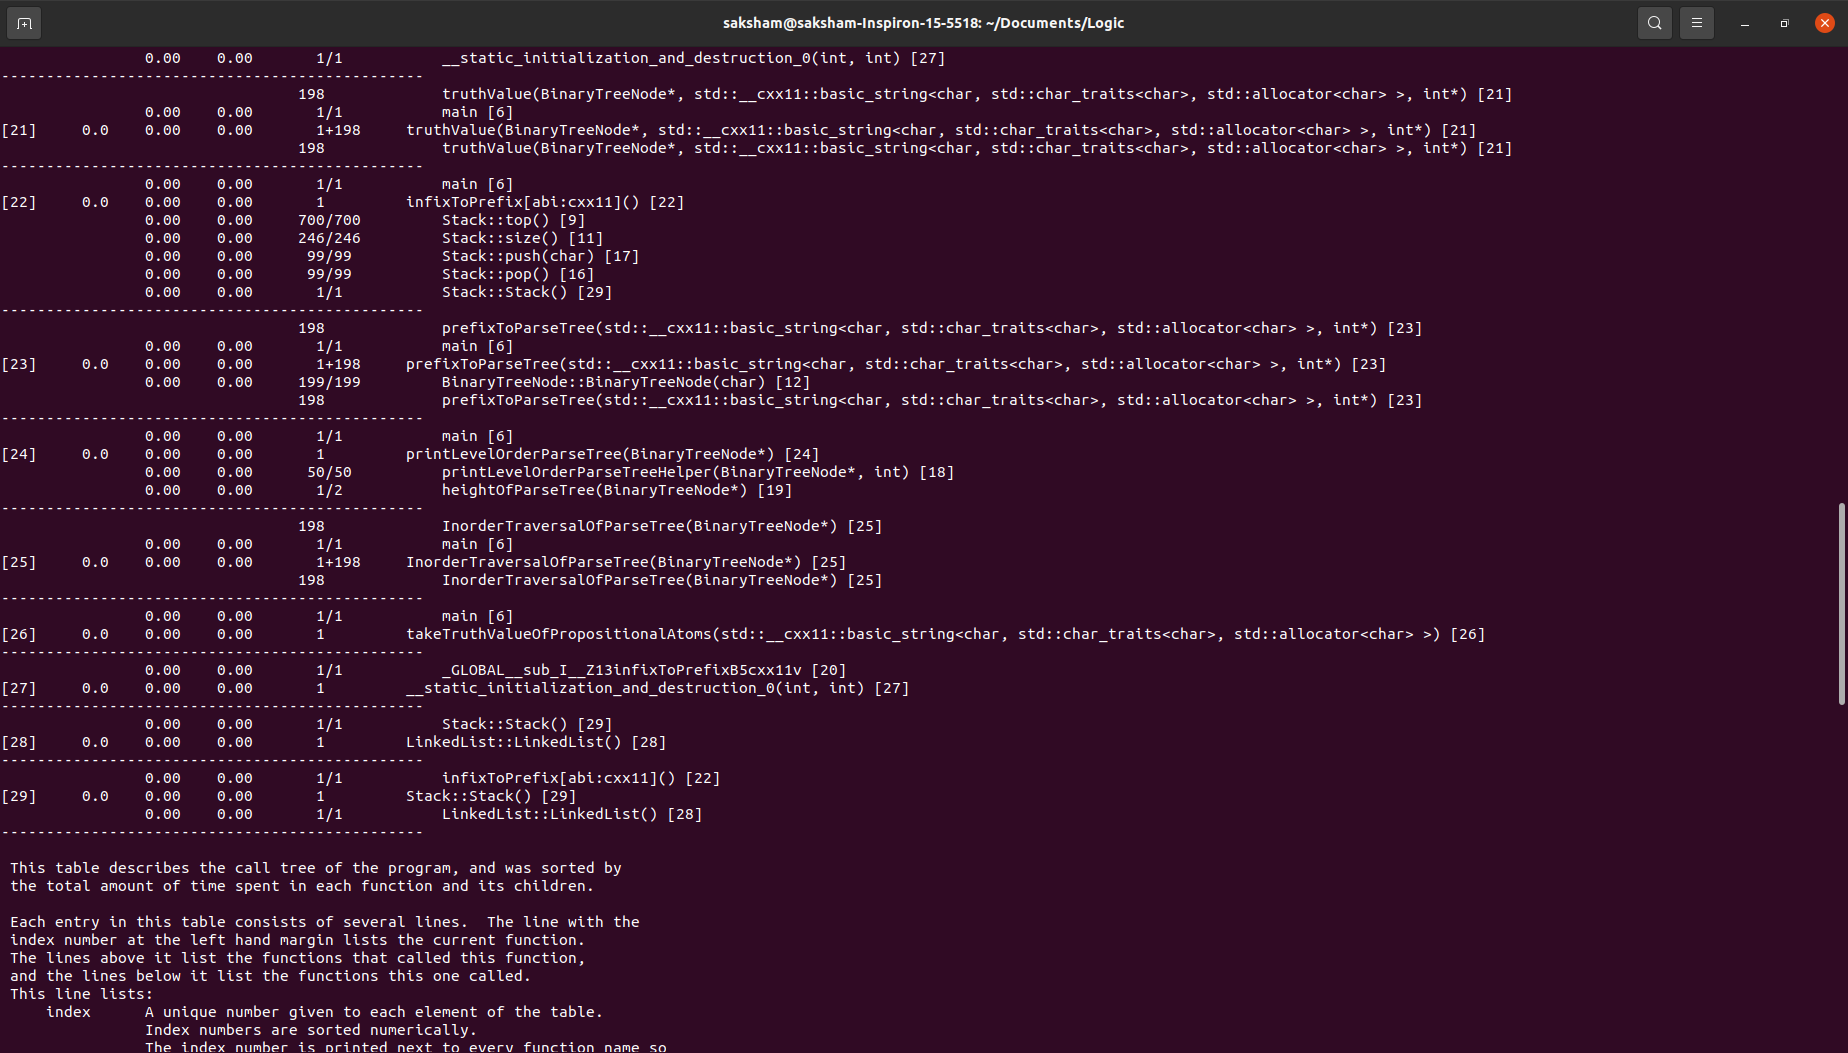 saksham@saksham-Inspiron-15-5518: ~/Documents/Logic
0.00 0.00 1/1 __static_initialization_and_destruction_0(int, int) [27]
-----------------------------------------------
198 truthValue(BinaryTreeNode*, std::__cxx11::basic_string<char, std::char_traits<char>, std::allocator<char> >, int*) [21]
0.00 0.00 1/1 main [6]
[21] 0.0 0.00 0.00 1+198 truthValue(BinaryTreeNode*, std::__cxx11::basic_string<char, std::char_traits<char>, std::allocator<char> >, int*) [21]
198 truthValue(BinaryTreeNode*, std::__cxx11::basic_string<char, std::char_traits<char>, std::allocator<char> >, int*) [21]
-----------------------------------------------
0.00 0.00 1/1 main [6]
[22] 0.0 0.00 0.00 1 infixToPrefix[abi:cxx11]() [22]
0.00 0.00 700/700 Stack::top() [9]
0.00 0.00 246/246 Stack::size() [11]
0.00 0.00 99/99 Stack::push(char) [17]
0.00 0.00 99/99 Stack::pop() [16]
0.00 0.00 1/1 Stack::Stack() [29]
-----------------------------------------------
198 prefixToParseTree(std::__cxx11::basic_string<char, std::char_traits<char>, std::allocator<char> >, int*) [23]
0.00 0.00 1/1 main [6]
[23] 0.0 0.00 0.00 1+198 prefixToParseTree(std::__cxx11::basic_string<char, std::char_traits<char>, std::allocator<char> >, int*) [23]
0.00 0.00 199/199 BinaryTreeNode::BinaryTreeNode(char) [12]
198 prefixToParseTree(std::__cxx11::basic_string<char, std::char_traits<char>, std::allocator<char> >, int*) [23]
-----------------------------------------------
0.00 0.00 1/1 main [6]
[24] 0.0 0.00 0.00 1 printLevelOrderParseTree(BinaryTreeNode*) [24]
0.00 0.00 50/50 printLevelOrderParseTreeHelper(BinaryTreeNode*, int) [18]
0.00 0.00 1/2 heightOfParseTree(BinaryTreeNode*) [19]
-----------------------------------------------
198 InorderTraversalOfParseTree(BinaryTreeNode*) [25]
0.00 0.00 1/1 main [6]
[25] 0.0 0.00 0.00 1+198 InorderTraversalOfParseTree(BinaryTreeNode*) [25]
198 InorderTraversalOfParseTree(BinaryTreeNode*) [25]
-----------------------------------------------
0.00 0.00 1/1 main [6]
[26] 0.0 0.00 0.00 1 takeTruthValueOfPropositionalAtoms(std::__cxx11::basic_string<char, std::char_traits<char>, std::allocator<char> >) [26]
-----------------------------------------------
0.00 0.00 1/1 _GLOBAL__sub_I__Z13infixToPrefixB5cxx11v [20]
[27] 0.0 0.00 0.00 1 __static_initialization_and_destruction_0(int, int) [27]
-----------------------------------------------
0.00 0.00 1/1 Stack::Stack() [29]
[28] 0.0 0.00 0.00 1 LinkedList::LinkedList() [28]
-----------------------------------------------
0.00 0.00 1/1 infixToPrefix[abi:cxx11]() [22]
[29] 0.0 0.00 0.00 1 Stack::Stack() [29]
0.00 0.00 1/1 LinkedList::LinkedList() [28]
-----------------------------------------------
This table describes the call tree of the program, and was sorted by
the total amount of time spent in each function and its children.
Each entry in this table consists of several lines.  The line with the
index number at the left hand margin lists the current function.
The lines above it list the functions that called this function,
and the lines below it list the functions this one called.
This line lists:
index A unique number given to each element of the table.
Index numbers are sorted numerically.
The index number is printed next to every function name so